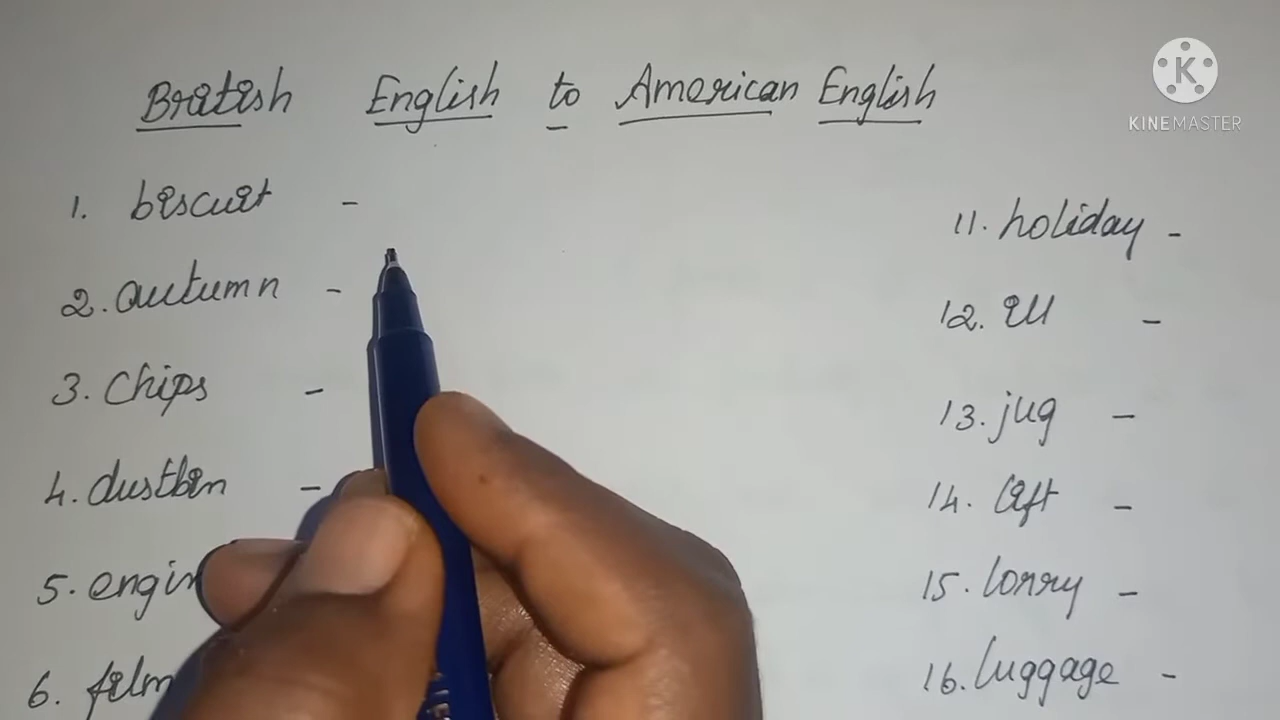 British English to American English
1. biscuit -
2. autumn -
3. Chips -
4. dustbin -
5. engin
6. film
11. holiday -
12. ill -
13. jug -
14. lift -
15. lorry -
16. luggage -
K
KINEMASTER